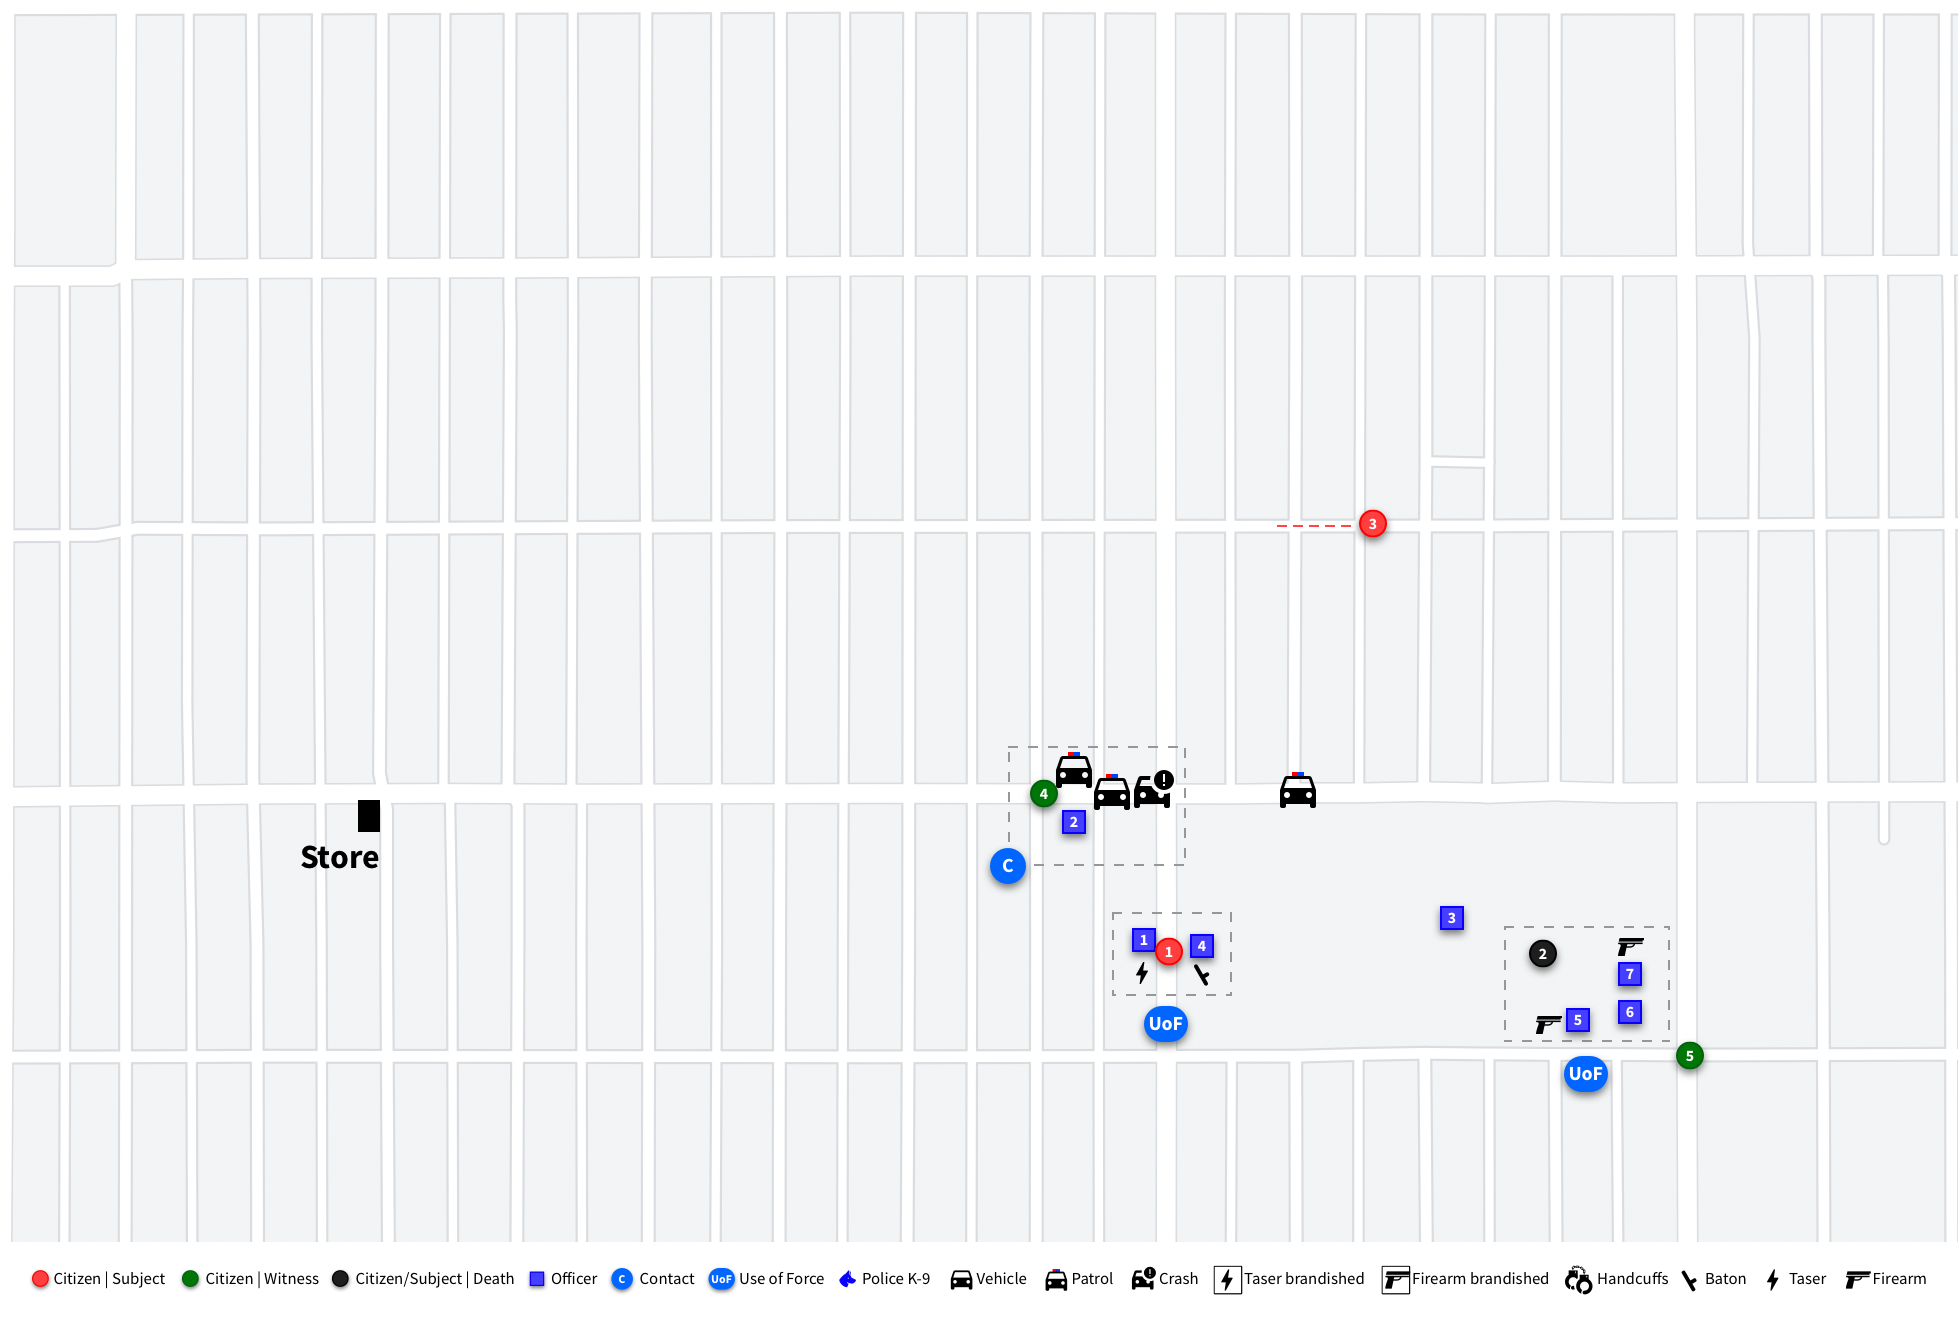 3
4
2
Store
C
3
1
1
4
2
7
6
5
UoF
5
UoF
Citizen | Subject
Citizen | Witness
Citizen/Subject | Death
Officer
C Contact
UoF Use of Force
Police K-9
Vehicle
Patrol
Crash
Taser brandished
Firearm brandished
Handcuffs
Baton
Taser
Firearm